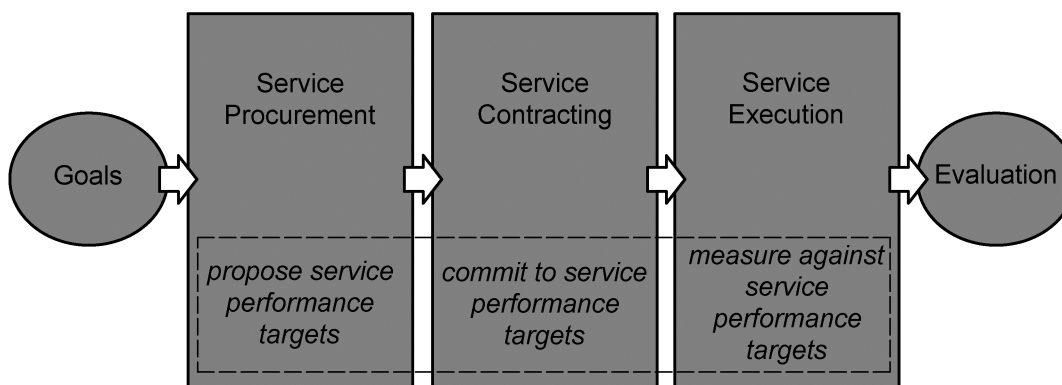 Goals
Service
Procurement
propose service
performance
targets
Service
Contracting
commit to service
performance
targets
Service
Execution
measure against
service
performance
targets
Evaluation